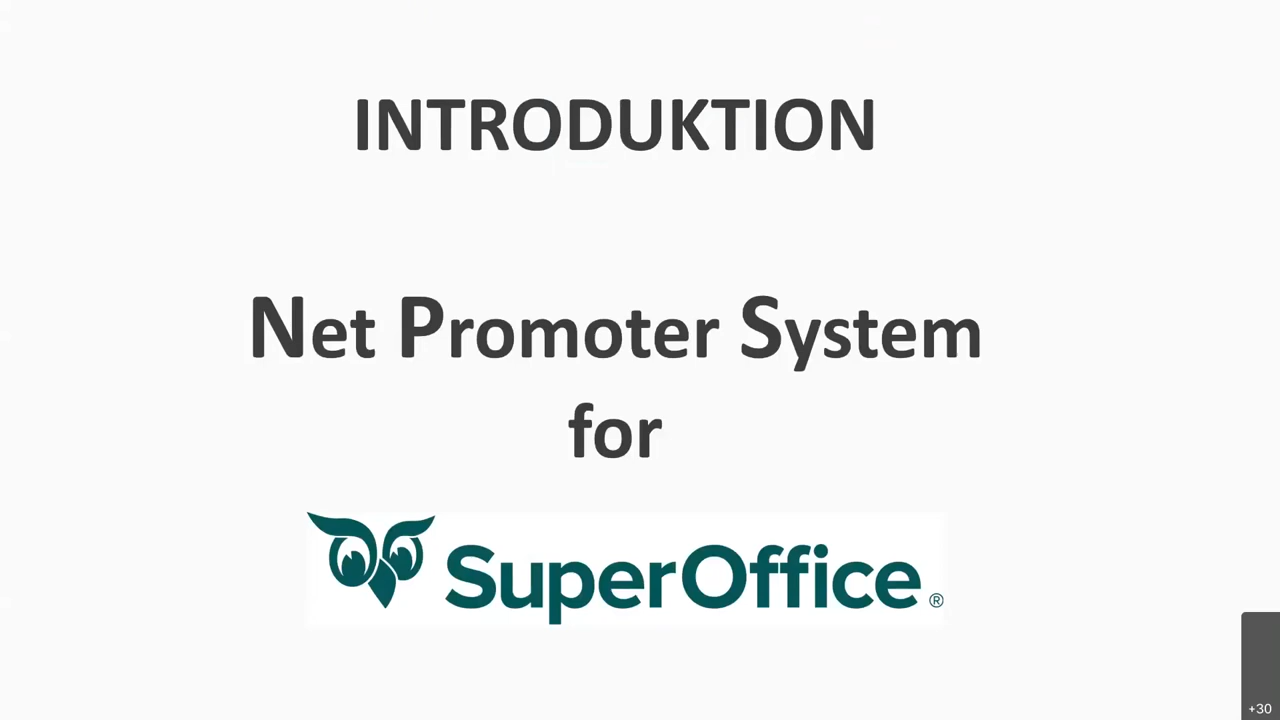 INTRODUKTION
Net Promoter System
for
SuperOffice ®
+30